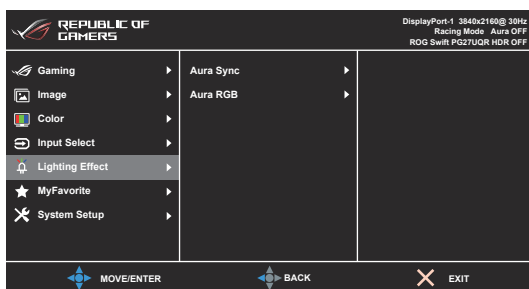 REPUBLIC OF
GAMERS
DisplayPort-1 3840x2160@ 30Hz
Racing Mode Aura OFF
ROG Swift PG27UQR HDR OFF
Gaming
Image
Color
Input Select
Lighting Effect
MyFavorite
System Setup
Aura Sync
Aura RGB
MOVE/ENTER
BACK
EXIT